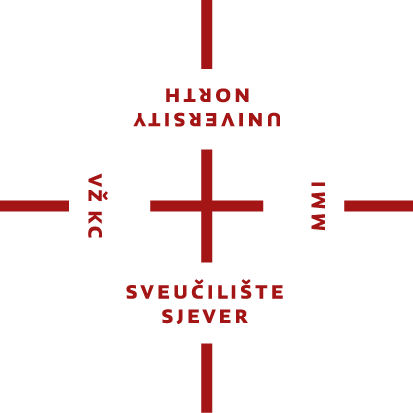 UNIVERSITY
NORTH
VŽ KC
MMI
SVEUČILIŠTE
SJEVER